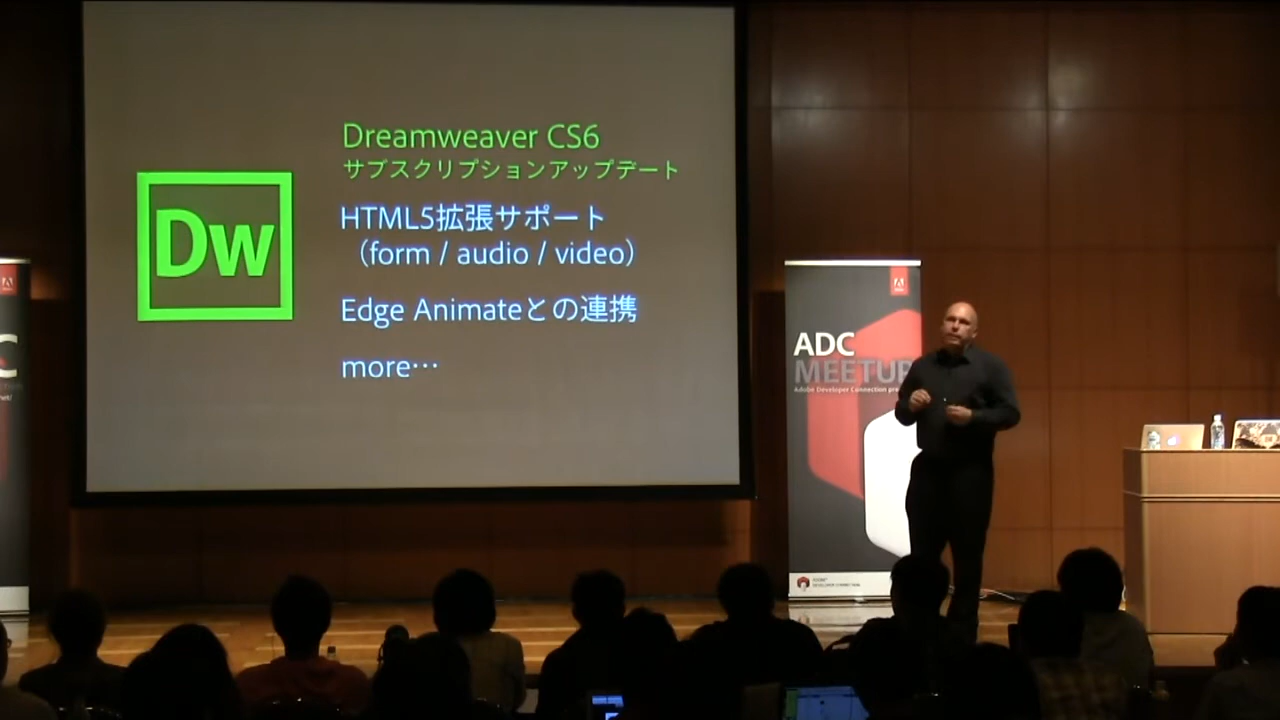 Dreamweaver CS6
サブスクリプションアップデート
Dw
HTML5拡張サポート
（form / audio / video）
Edge Animateとの連携
more…
ADC
MEETUP
Adobe Developer Connection
C